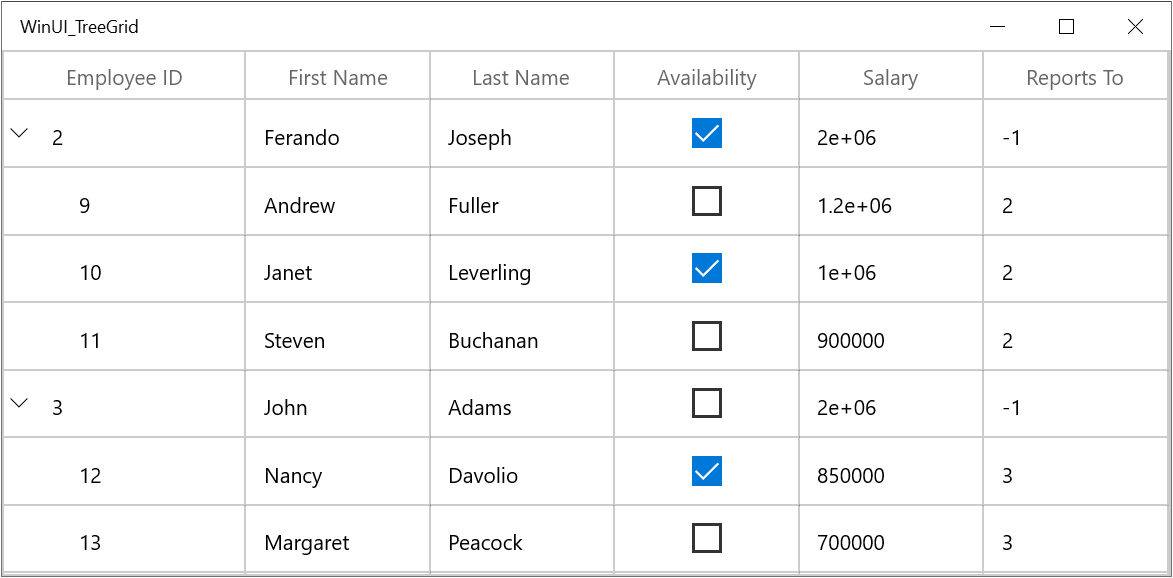 WinUI_TreeGrid
Employee ID First Name Last Name Availability Salary Reports To
2 Ferando Joseph 2e+06 -1
9 Andrew Fuller 1.2e+06 2
10 Janet Leverling 1e+06 2
11 Steven Buchanan 900000 2
3 John Adams 2e+06 -1
12 Nancy Davolio 850000 3
13 Margaret Peacock 700000 3